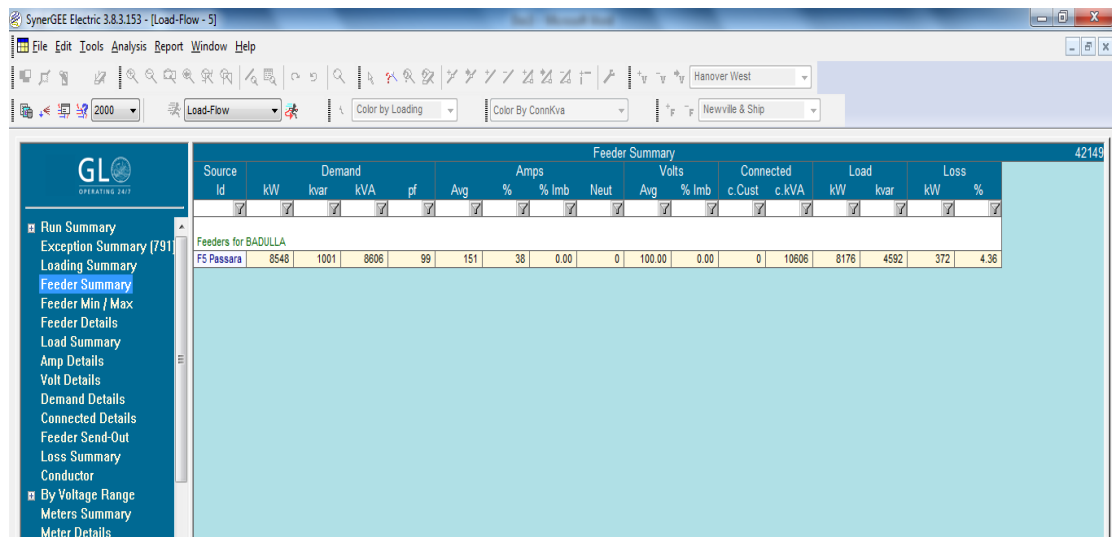 SynerGEE Electric 3.8.3.153 - [Load-Flow - 5]
File Edit Tools Analysis Report Window Help
Hanover West
2000 Load-Flow Color by Loading Color By ConnKva Newville & Ship
GL
OPERATING 24/7
Run Summary
Exception Summary (791)
Loading Summary
Feeder Summary
Feeder Min / Max
Feeder Details
Load Summary
Amp Details
Volt Details
Demand Details
Connected Details
Feeder Send-Out
Loss Summary
Conductor
By Voltage Range
Meters Summary
Meter Details
Feeder Summary 42149
Source Demand Amps Volts Connected Load Loss
Id kW kvar kVA pf Avg % % Imb Neut Avg % Imb c.Cust c.kVA kW kvar kW %
Feeders for BADULLA
F5 Passara 8548 1001 8606 99 151 38 0.00 0 100.00 0.00 0 10606 8176 4592 372 4.36